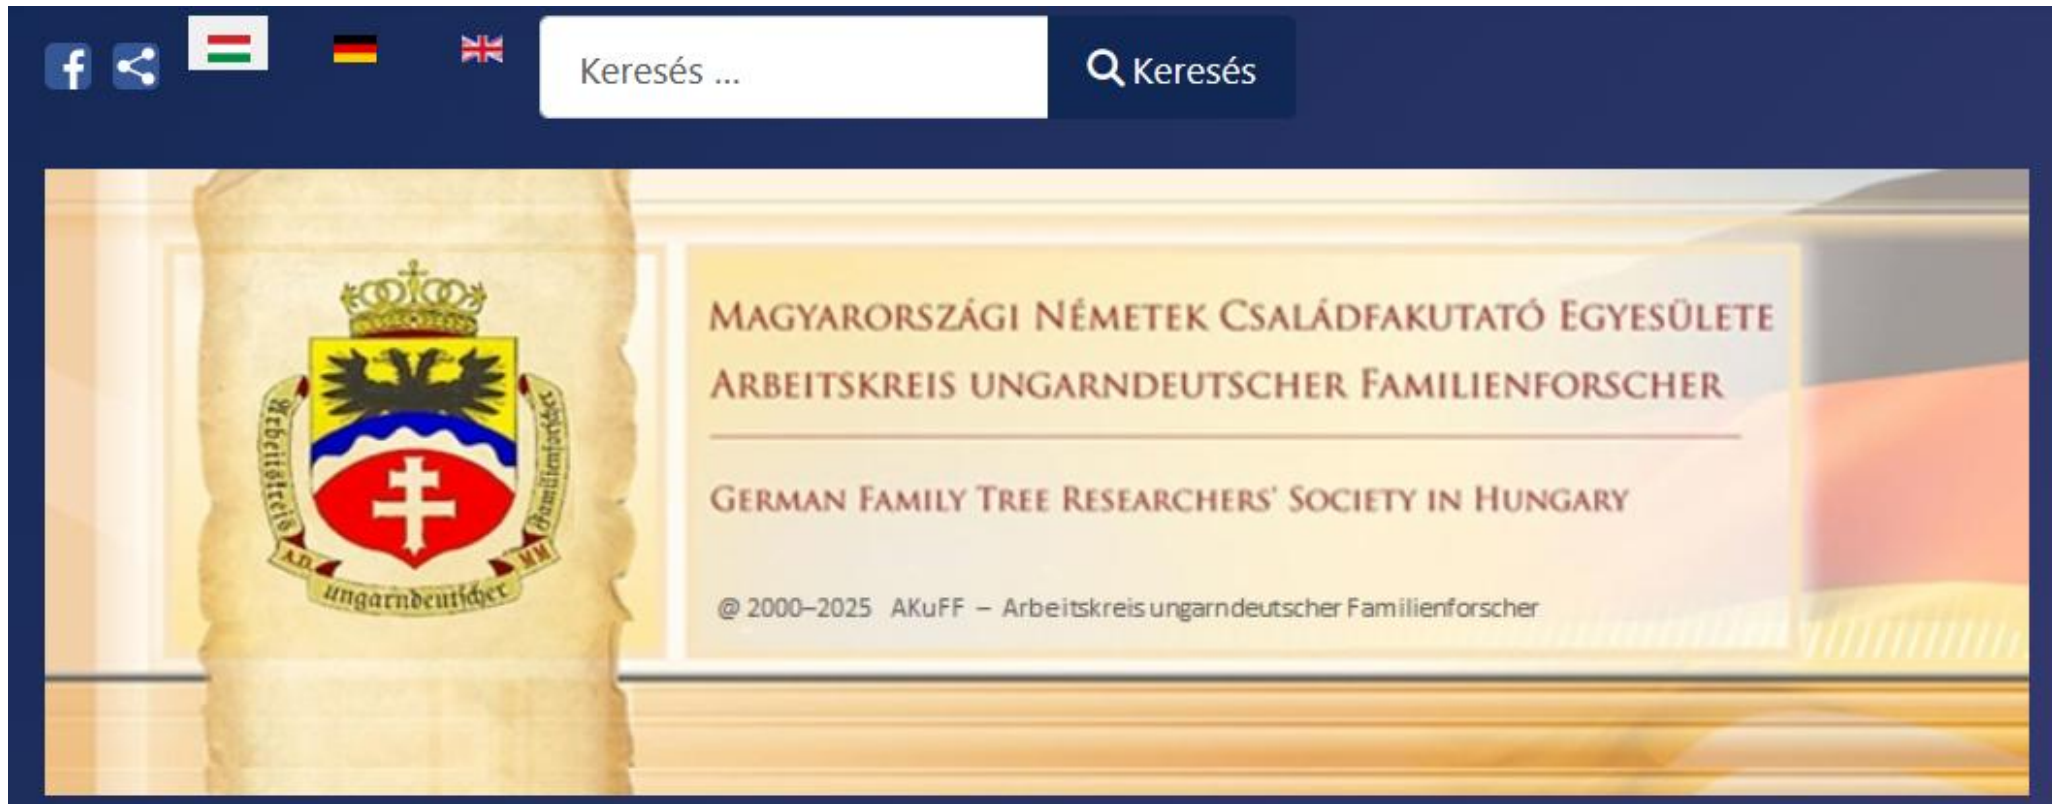 Keresés ...
Keresés
MAGYARORSZÁGI NÉMETEK CSALÁDFAKUTATÓ EGYESÜLETE
ARBEITSKREIS UNGARNDEUTSCHER FAMILIENFORSCHER
GERMAN FAMILY TREE RESEARCHERS' SOCIETY IN HUNGARY
@ 2000–2025 AKuFF – Arbeitskreis ungarndeutscher Familienforscher
Arbeitskreis
A.D.
ungarndeutscher
MM
Familienforscher